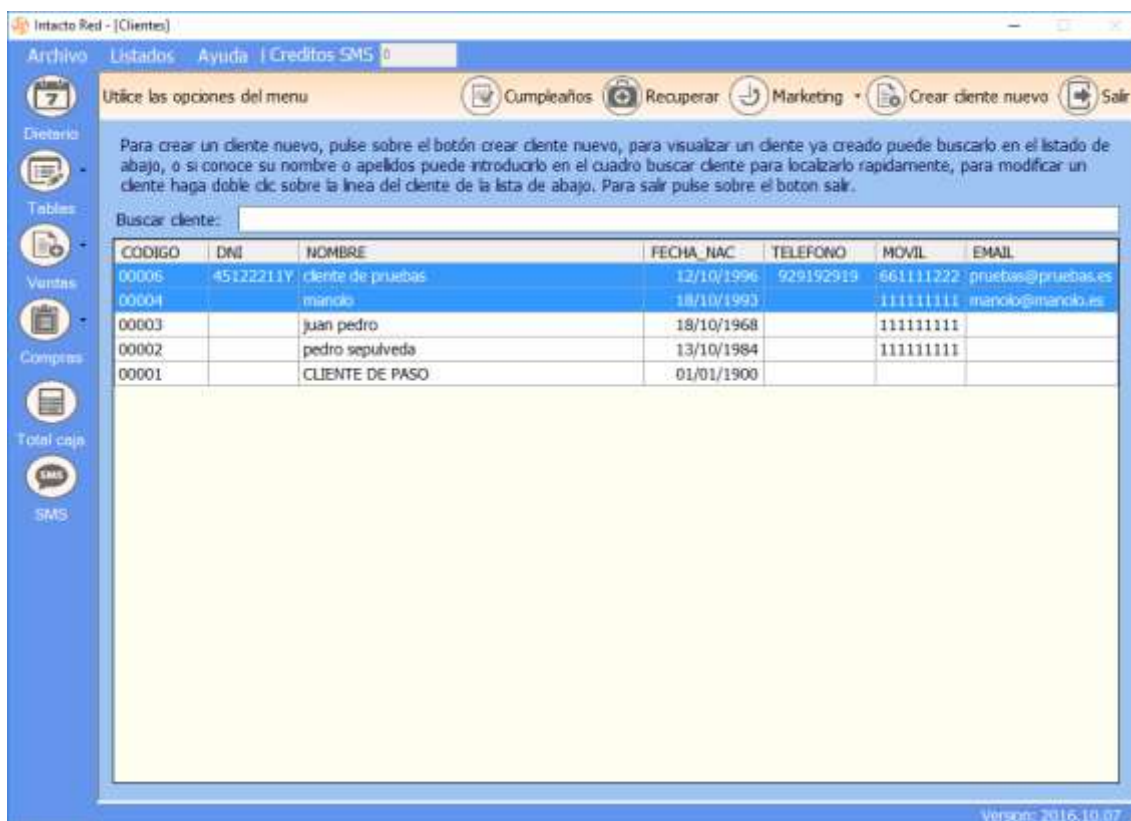 Intacto Red - [Clientes]
Archivo Listados Ayuda | Creditos SMS 0
Utilice las opciones del menu Cumpleaños Recuperar Marketing Crear cliente nuevo Salir
7
Dietario
Tablas
Ventas
Compras
Total caja
SMS
SMS
Para crear un cliente nuevo, pulse sobre el botón crear cliente nuevo, para visualizar un cliente ya creado puede buscarlo en el listado de
abajo, o si conoce su nombre o apelidos puede introducirlo en el cuadro buscar cliente para localizarlo rapidamente, para modificar un
cliente haga doble clic sobre la linea del cliente de la lista de abajo. Para salir pulse sobre el boton salir.
Buscar cliente:
CODIGO DNI NOMBRE FECHA_NAC TELEFONO MOVIL EMAIL
00006 45122211Y cliente de pruebas 12/10/1996 929192919 661111222 pruebas@pruebas.es
00004 manolo 18/10/1993 111111111 manolo@manolo.es
00003 juan pedro 18/10/1968 111111111
00002 pedro sepulveda 13/10/1984 111111111
00001 CLIENTE DE PASO 01/01/1900
Version: 2016.10.07